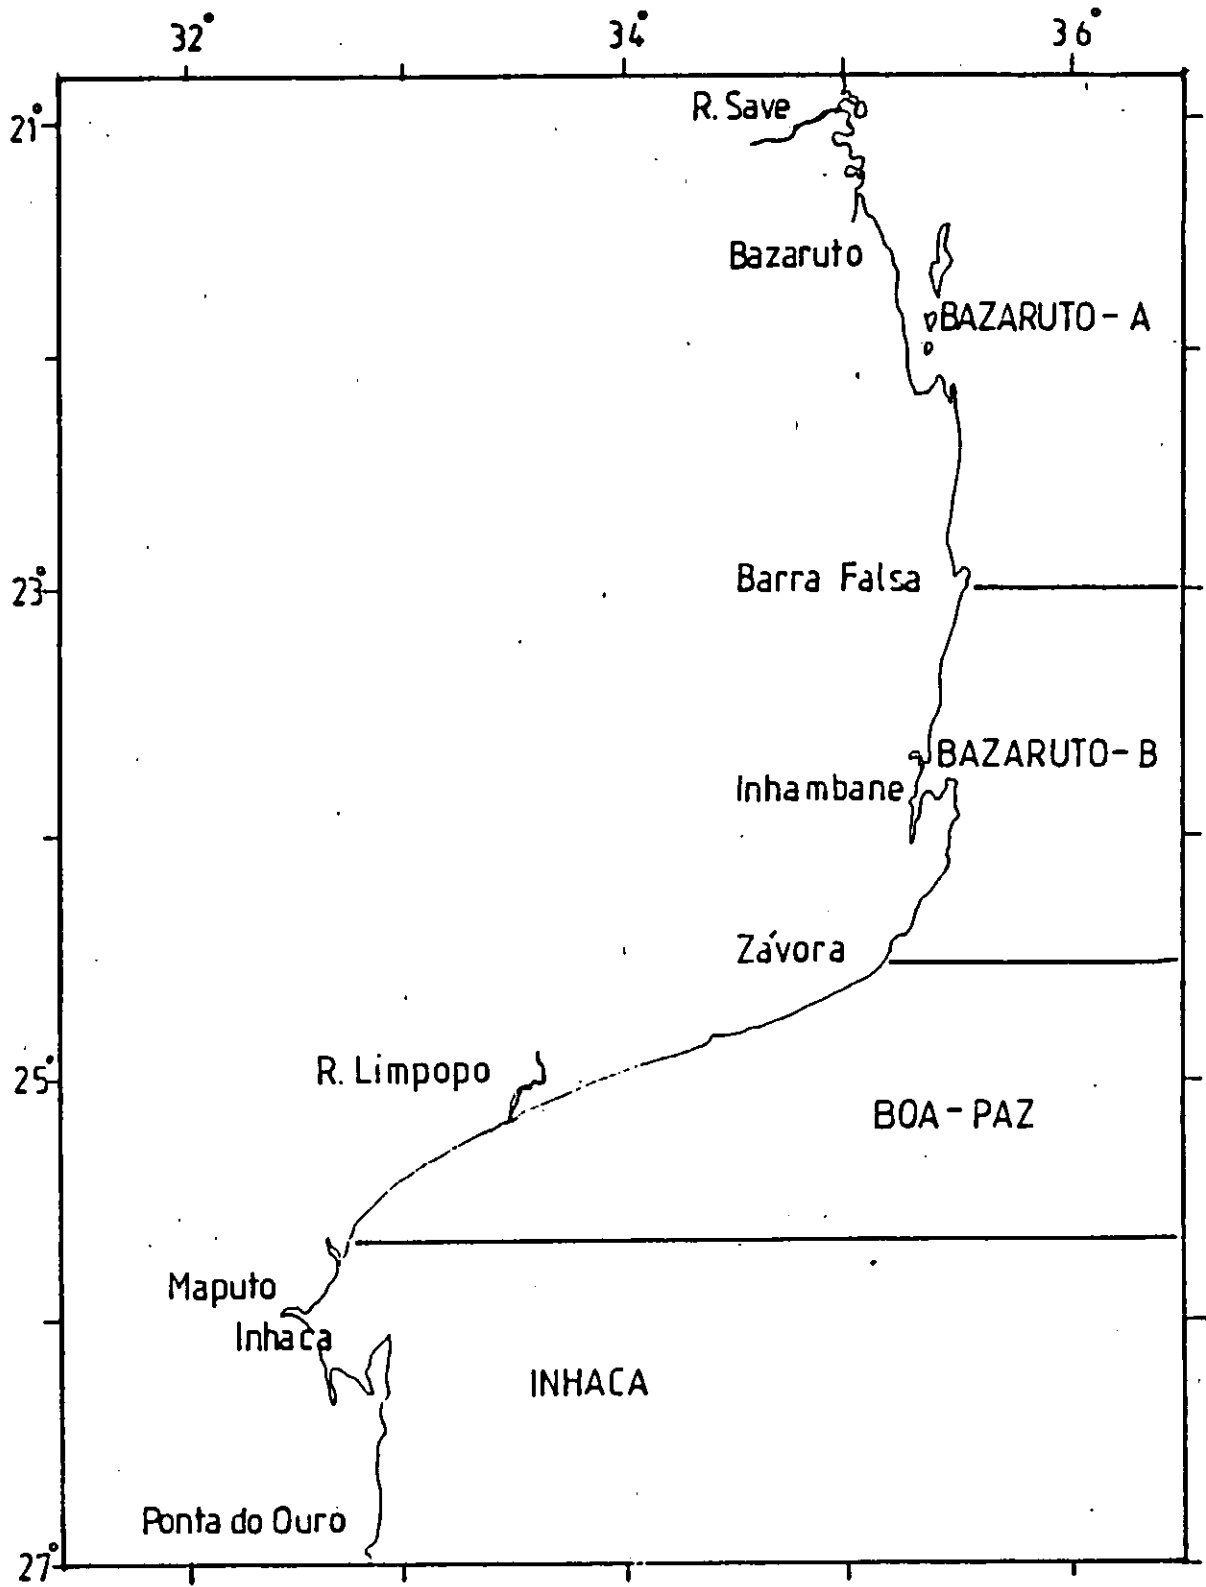 32° 34° 36°
21°
R. Save
Bazaruto
BAZARUTO - A
23°
Barra Falsa
BAZARUTO - B
Inhambane
Závora
25°
R. Limpopo
BOA - PAZ
Maputo
Inhaca
INHACA
Ponta do Ouro
27°